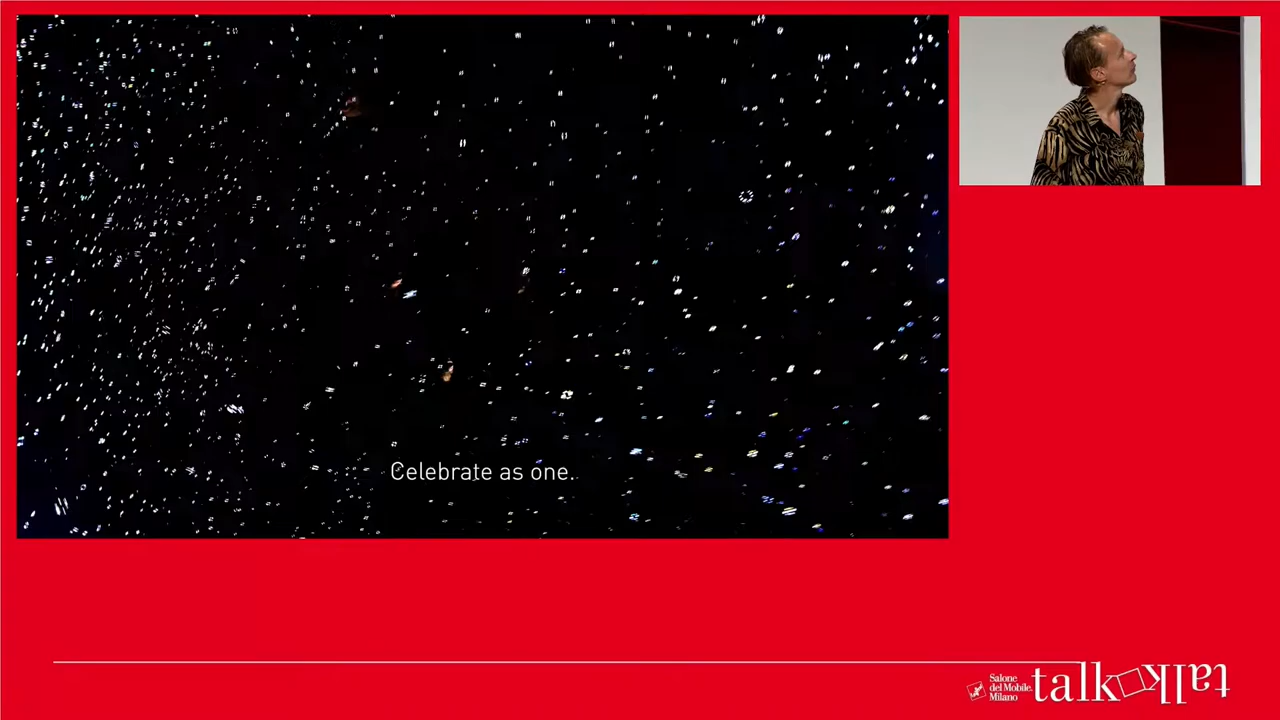 Celebrate as one.
Salone
del Mobile.
Milano
talk
talk